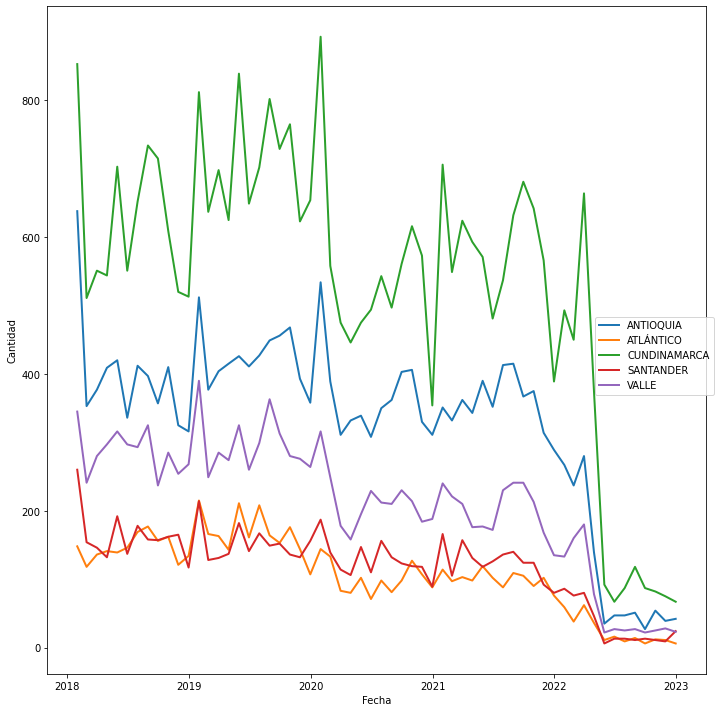 800
600
400
200
0
Cantidad
2018 2019 2020 2021 2022 2023
Fecha
ANTIOQUIA
ATLÁNTICO
CUNDINAMARCA
SANTANDER
VALLE